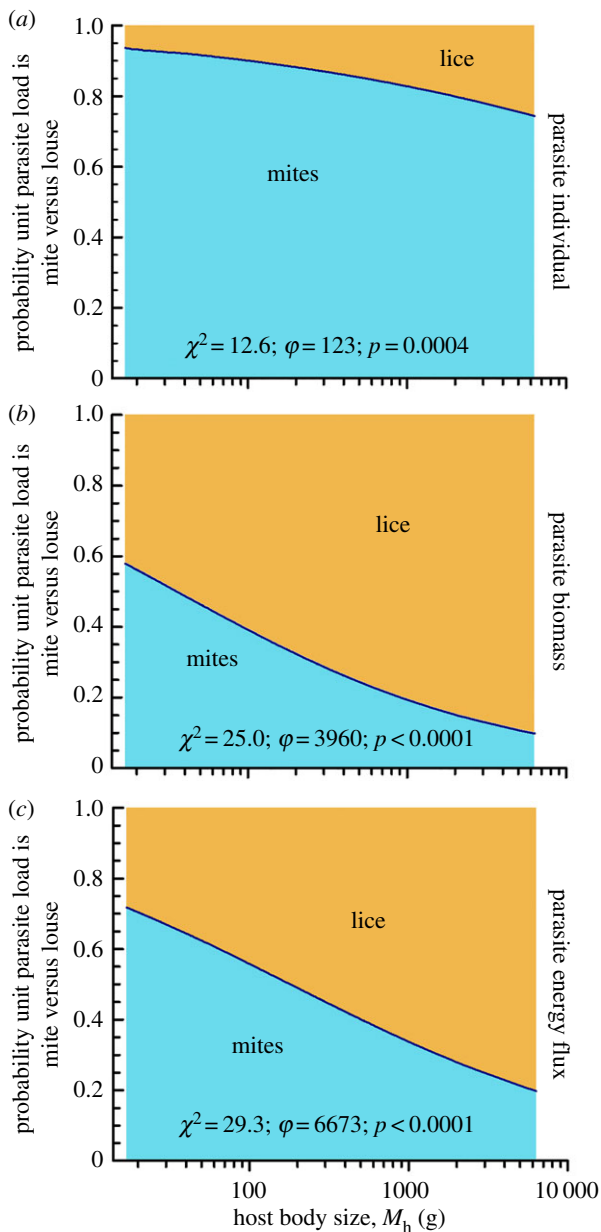 (a)
1.0
0.8
0.6
0.4
0.2
0
probability unit parasite load is
mite versus louse
lice
mites
χ² = 12.6; φ = 123; p = 0.0004
parasite individual
(b)
1.0
0.8
0.6
0.4
0.2
0
probability unit parasite load is
mite versus louse
lice
mites
χ² = 25.0; φ = 3960; p < 0.0001
parasite biomass
(c)
1.0
0.8
0.6
0.4
0.2
0
probability unit parasite load is
mite versus louse
lice
mites
χ² = 29.3; φ = 6673; p < 0.0001
parasite energy flux
100 1000 10 000
host body size, Mₕ (g)